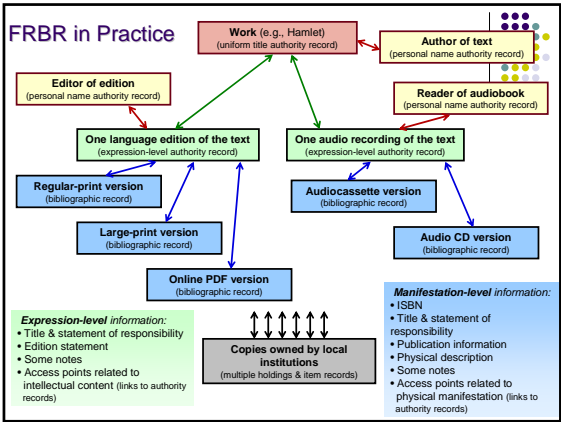 FRBR in Practice
Work (e.g., Hamlet)
(uniform title authority record)
Author of text
(personal name authority record)
Editor of edition
(personal name authority record)
Reader of audiobook
(personal name authority record)
One language edition of the text
(expression-level authority record)
One audio recording of the text
(expression-level authority record)
Regular-print version
(bibliographic record)
Audiocassette version
(bibliographic record)
Large-print version
(bibliographic record)
Audio CD version
(bibliographic record)
Online PDF version
(bibliographic record)
Expression-level information:
• Title & statement of responsibility
• Edition statement
• Some notes
• Access points related to
intellectual content (links to authority
records)
Copies owned by local
institutions
(multiple holdings & item records)
Manifestation-level information:
• ISBN
• Title & statement of
responsibility
• Publication information
• Physical description
• Some notes
• Access points related to
physical manifestation (links to
authority records)